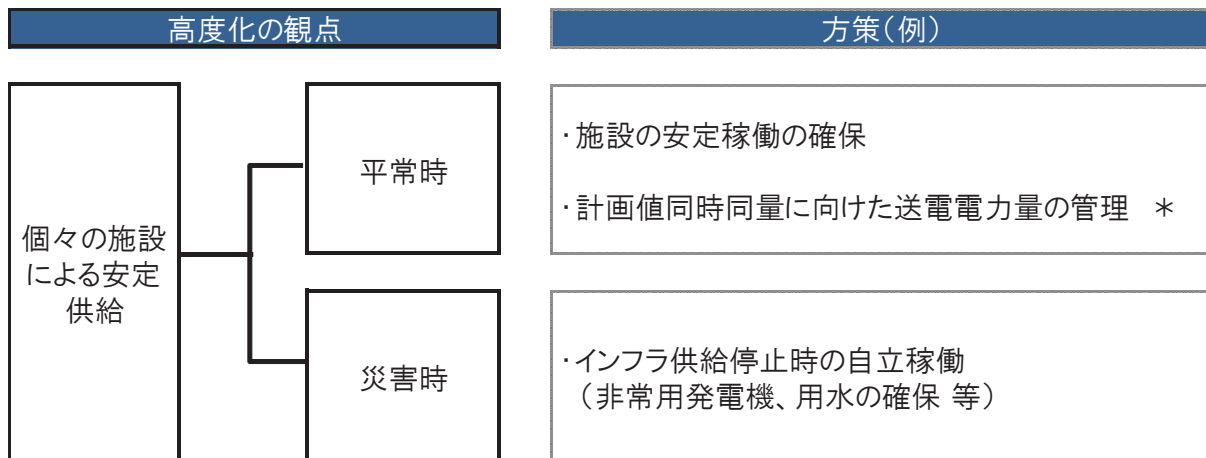 高度化の観点
方策(例)
個々の施設
による安定
供給
平常時
・施設の安定稼働の確保
・計画値同時同量に向けた送電電力量の管理 *
災害時
・インフラ供給停止時の自立稼働
(非常用発電機、用水の確保 等)